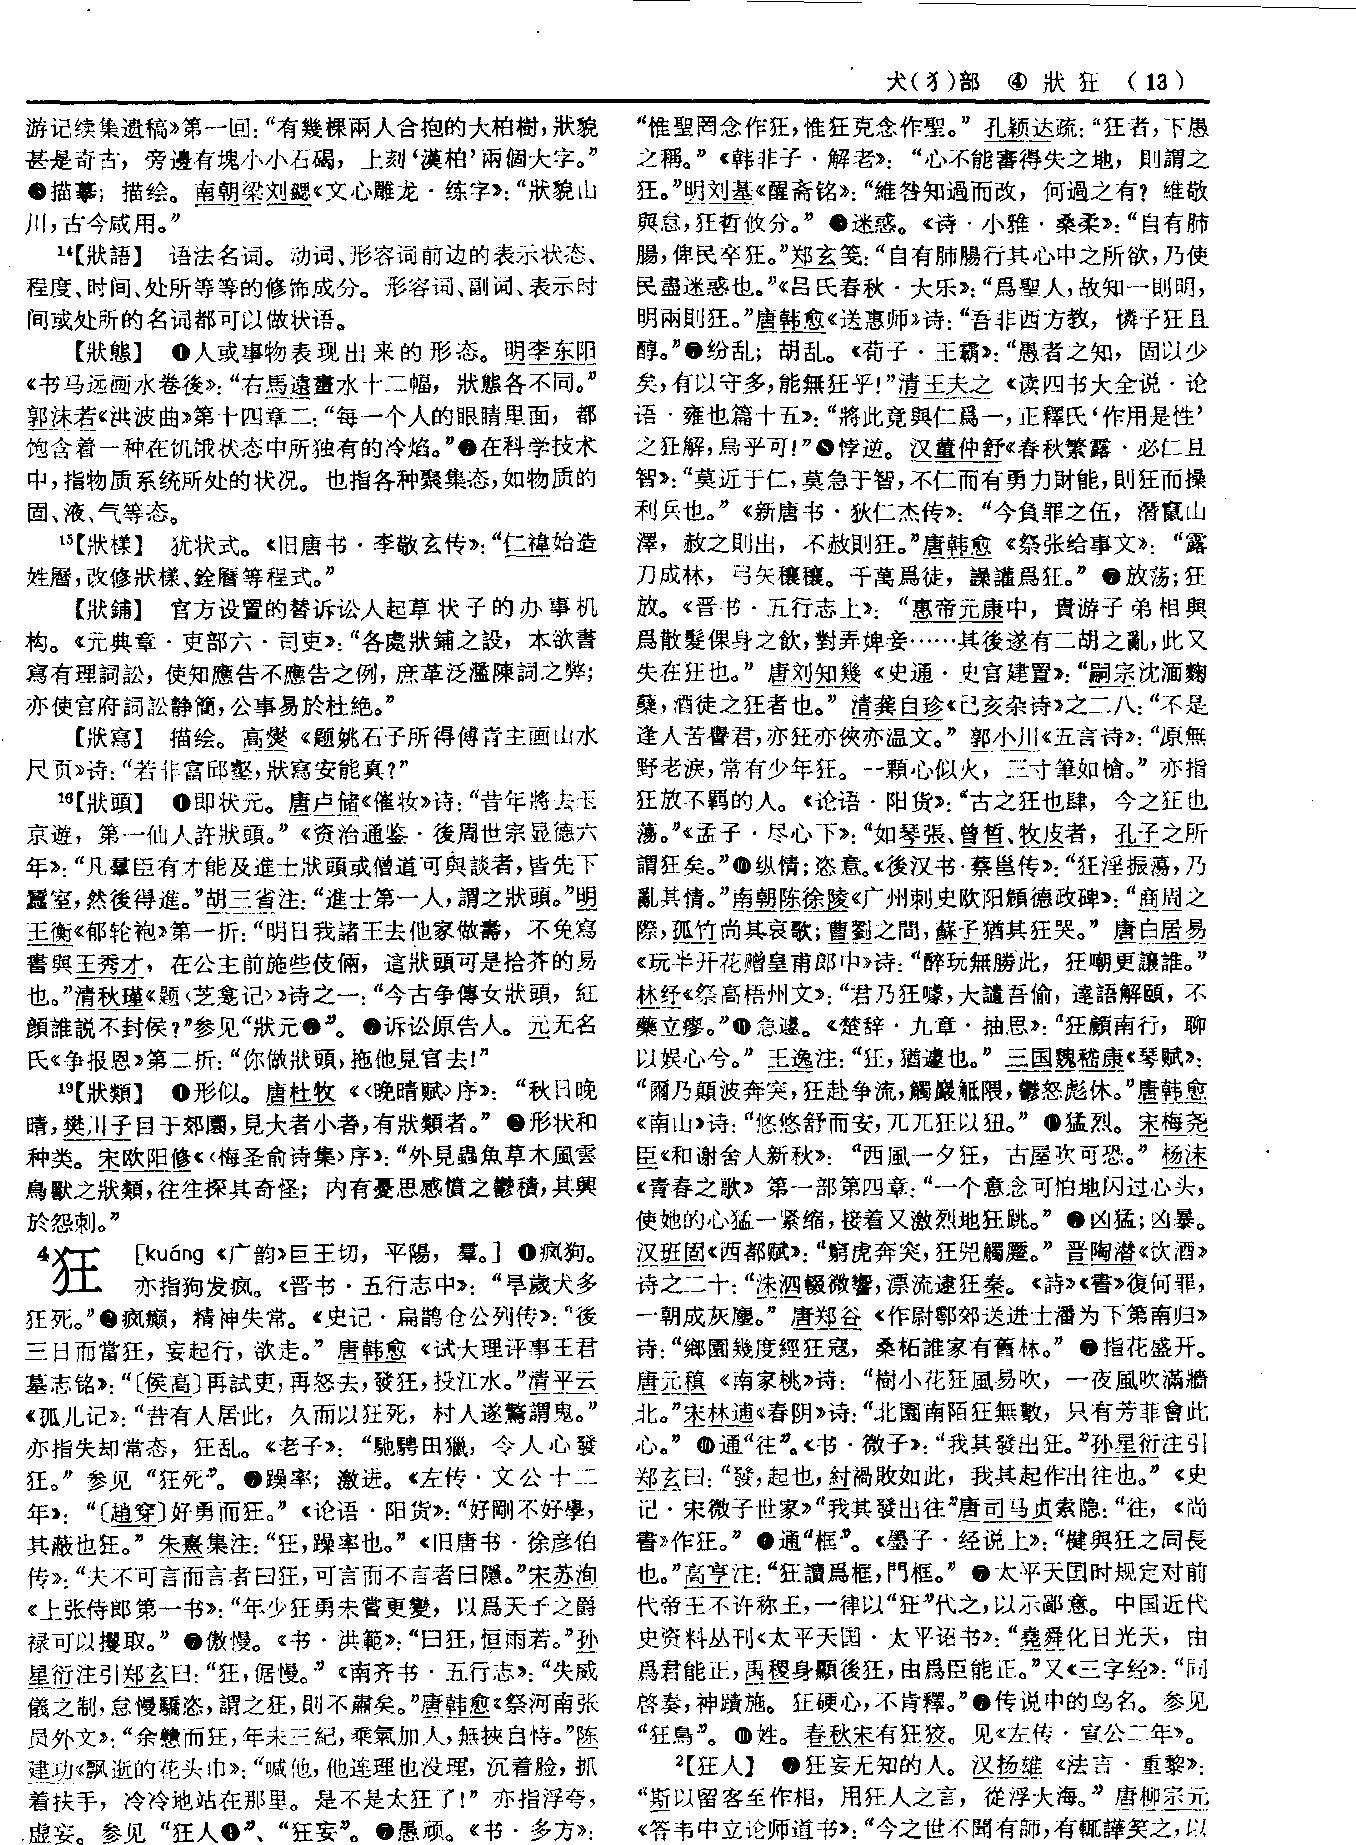 犬(犭)部 ④ 狀狂 (13)
游记续集遗稿》第一回：“有幾棵兩人合抱的大柏樹，狀貌
甚是奇古，旁邊有塊小小石碣，上刻‘漢柏’兩個大字。”
❸描摹；描绘。南朝梁刘勰《文心雕龙·练字》：“狀貌山
川，古今咸用。”
14【狀語】 语法名词。动词、形容词前边的表示状态、
程度、时间、处所等等的修饰成分。形容词、副词、表示时
间或处所的名词都可以做状语。
【狀態】 ❶人或事物表现出来的形态。明李东阳
《书马远画水卷後》：“右馬遠畫水十二幅，狀態各不同。”
郭沫若《洪波曲》第十四章二：“每一个人的眼睛里面，都
饱含着一种在饥饿状态中所独有的冷焰。”❷在科学技术
中，指物质系统所处的状况。也指各种聚集态，如物质的
固、液、气等态。
15【狀樣】 犹状式。《旧唐书·李敬玄传》：“仁禕始造
姓曆，改修狀樣、銓曆等程式。”
【狀鋪】 官方设置的替诉讼人起草状子的办事机
构。《元典章·吏部六·司吏》：“各處狀鋪之設，本欲書
寫有理詞訟，使知應告不應告之例，庶革泛濫陳詞之弊；
亦使官府詞訟静簡，公事易於杜絶。”
【狀寫】 描绘。高燮《题姚石子所得傅青主画山水
尺页》诗：“若非富邱壑，狀寫安能真？”
16【狀頭】 ❶即状元。唐卢储《催妆》诗：“昔年將去玉
京遊，第一仙人許狀頭。”《资治通鉴·後周世宗显德六
年》：“凡羣臣有才能及進士狀頭或僧道可與談者，皆先下
蠶室，然後得進。”胡三省注：“進士第一人，謂之狀頭。”明
王衡《郁轮袍》第一折：“明日我諸王去他家做壽，不免寫
書與王秀才，在公主前施些伎倆，這狀頭可是拾芥的易
也。”清秋瑾《题〈芝龛记〉》诗之一：“今古争傳女狀頭，紅
顔誰説不封侯？”参见“狀元❷”。❷诉讼原告人。元无名
氏《争报恩》第二折：“你做狀頭，拖他見官去！”
19【狀類】 ❶形似。唐杜牧《〈晚晴赋〉序》：“秋日晚
晴，樊川子目于郊園，見大者小者，有狀類者。”❷形状和
种类。宋欧阳修《〈梅圣俞诗集〉序》：“外見蟲魚草木風雲
鳥獸之狀類，往往探其奇怪；内有憂思感憤之鬱積，其興
於怨刺。”
4狂 [kuáng《广韵》巨王切，平陽，羣。] ❶疯狗。
亦指狗发疯。《晋书·五行志中》：“旱歲犬多
狂死。”❷疯癫，精神失常。《史记·扁鹊仓公列传》：“後
三日而當狂，妄起行，欲走。”唐韩愈《试大理评事王君
墓志铭》：“〔侯高〕再試吏，再怒去，發狂，投江水。”清平云
《孤儿记》：“昔有人居此，久而以狂死，村人遂驚謂鬼。”
亦指失却常态，狂乱。《老子》：“馳騁田獵，令人心發
狂。”参见“狂死”。❸躁率；激进。《左传·文公十二
年》：“〔趙穿〕好勇而狂。”《论语·阳货》：“好剛不好學，
其蔽也狂。”朱熹集注：“狂，躁率也。”《旧唐书·徐彦伯
传》：“夫不可言而言者曰狂，可言而不言者曰隱。”宋苏洵
《上张侍郎第一书》：“年少狂勇未嘗更變，以爲天子之爵
禄可以攫取。”❹傲慢。《书·洪範》：“曰狂，恒雨若。”孙
星衍注引郑玄曰：“狂，倨慢。”《南齐书·五行志》：“失威
儀之制，怠慢驕恣，謂之狂，則不肅矣。”唐韩愈《祭河南张
员外文》：“余戆而狂，年未三紀，乘氣加人，無挾自恃。”陈
建功《飘逝的花头巾》：“喊他，他连理也没理，沉着脸，抓
着扶手，冷冷地站在那里。是不是太狂了！”亦指浮夸，
虚妄。参见“狂人❶”、“狂妄”。❺愚顽。《书·多方》：
“惟聖罔念作狂，惟狂克念作聖。”孔颖达疏：“狂者，下愚
之稱。”《韩非子·解老》：“心不能審得失之地，則謂之
狂。”明刘基《醒斋铭》：“維咎知過而改，何過之有？維敬
與怠，狂哲攸分。”❻迷惑。《诗·小雅·桑柔》：“自有肺
腸，俾民卒狂。”郑玄笺：“自有肺腸行其心中之所欲，乃使
民盡迷惑也。”《吕氏春秋·大乐》：“爲聖人，故知一則明，
明兩則狂。”唐韩愈《送惠师》诗：“吾非西方教，憐子狂且
醇。”❼纷乱；胡乱。《荀子·王霸》：“愚者之知，固以少
矣，有以守多，能無狂乎！”清王夫之《读四书大全说·论
语·雍也篇十五》：“將此竟與仁爲一，正釋氏‘作用是性’
之狂解，烏乎可！”❽悖逆。汉董仲舒《春秋繁露·必仁且
智》：“莫近于仁，莫急于智，不仁而有勇力財能，則狂而操
利兵也。”《新唐书·狄仁杰传》：“今負罪之伍，潛竄山
澤，赦之則出，不赦則狂。”唐韩愈《祭张给事文》：“露
刀成林，弓矢穰穰。千萬爲徒，譟讙爲狂。”❾放荡；狂
放。《晋书·五行志上》：“惠帝元康中，貴游子弟相與
爲散髮倮身之飲，對弄婢妾……其後遂有二胡之亂，此又
失在狂也。”唐刘知幾《史通·史官建置》：“嗣宗沈湎麴
糵，酒徒之狂者也。”清龚自珍《己亥杂诗》之二八：“不是
逢人苦譽君，亦狂亦俠亦温文。”郭小川《五言诗》：“原無
野老淚，常有少年狂。一顆心似火，三寸筆如槍。”亦指
狂放不羁的人。《论语·阳货》：“古之狂也肆，今之狂也
蕩。”《孟子·尽心下》：“如琴張、曾晳、牧皮者，孔子之所
謂狂矣。”❿纵情；恣意。《後汉书·蔡邕传》：“狂淫振蕩，乃
亂其情。”南朝陈徐陵《广州刺史欧阳頠德政碑》：“商周之
際，孤竹尚其哀歌；曹劉之間，蘇子猶其狂哭。”唐白居易
《玩半开花赠皇甫郎中》诗：“醉玩無勝此，狂嘲更讓誰。”
林纾《祭高梧州文》：“君乃狂嚎，大譴吾偷，達語解頤，不
藥立瘳。”⓫急遽。《楚辞·九章·抽思》：“狂顧南行，聊
以娱心兮。”王逸注：“狂，猶遽也。”三国魏嵇康《琴赋》：
“爾乃顛波奔突，狂赴争流，觸巖觝隈，鬱怒彪休。”唐韩愈
《南山》诗：“悠悠舒而安，兀兀狂以狃。”⓬猛烈。宋梅尧
臣《和谢舍人新秋》：“西風一夕狂，古屋吹可恐。”杨沫
《青春之歌》第一部第四章：“一个意念可怕地闪过心头，
使她的心猛一紧缩，接着又激烈地狂跳。”⓭凶猛；凶暴。
汉班固《西都赋》：“窮虎奔突，狂兕觸蹷。”晋陶潜《饮酒》
诗之二十：“洙泗輟微響，漂流逮狂秦。《詩》《書》復何罪，
一朝成灰塵。”唐郑谷《作尉鄠郊送进士潘为下第南归》
诗：“鄉園幾度經狂寇，桑柘誰家有舊林。”⓮指花盛开。
唐元稹《南家桃》诗：“樹小花狂風易吹，一夜風吹滿牆
北。”宋林逋《春阴》诗：“北園南陌狂無數，只有芳菲會此
心。”⓯通“往”。《书·微子》：“我其發出狂。”孙星衍注引
郑玄曰：“發，起也，紂禍敗如此，我其起作出往也。”《史
记·宋微子世家》“我其發出往”唐司马贞索隐：“往，《尚
書》作狂。”⓰通“框”。《墨子·经说上》：“楗與狂之同長
也。”高亨注：“狂讀爲框，門框。”⓱太平天国时规定对前
代帝王不许称王，一律以“狂”代之，以示鄙意。中国近代
史资料丛刊《太平天囯·太平诏书》：“堯舜化日光天，由
爲君能正，禹稷身顯後狂，由爲臣能正。”又《三字经》：“同
啓奏，神蹟施。狂硬心，不肯釋。”⓲传说中的鸟名。参见
“狂鳥”。⓳姓。春秋宋有狂狡。见《左传·宣公二年》。
2【狂人】 ❶狂妄无知的人。汉扬雄《法言·重黎》：
“斯以留客至作相，用狂人之言，從浮大海。”唐柳宗元
《答韦中立论师道书》：“今之世不聞有師，有輒譁笑之，以